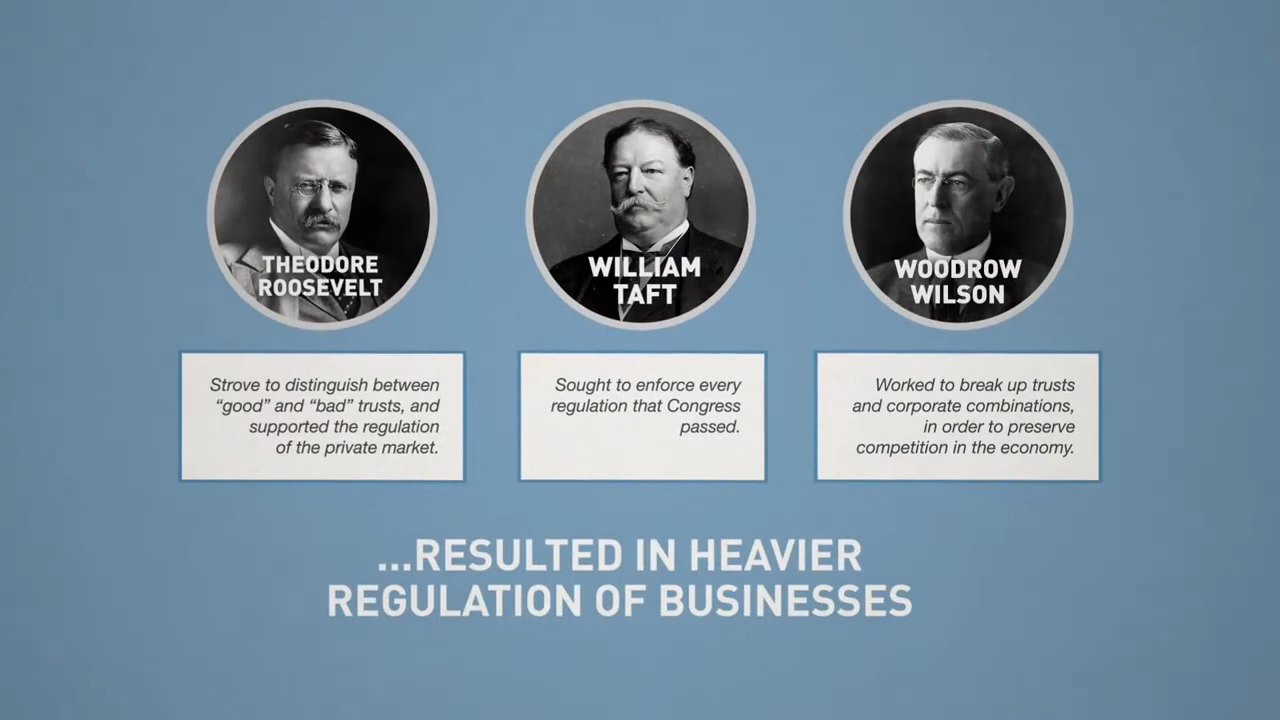 THEODORE
ROOSEVELT
Strove to distinguish between
“good” and “bad” trusts, and
supported the regulation
of the private market.
WILLIAM
TAFT
Sought to enforce every
regulation that Congress
passed.
WOODROW
WILSON
Worked to break up trusts
and corporate combinations,
in order to preserve
competition in the economy.
...RESULTED IN HEAVIER
REGULATION OF BUSINESSES